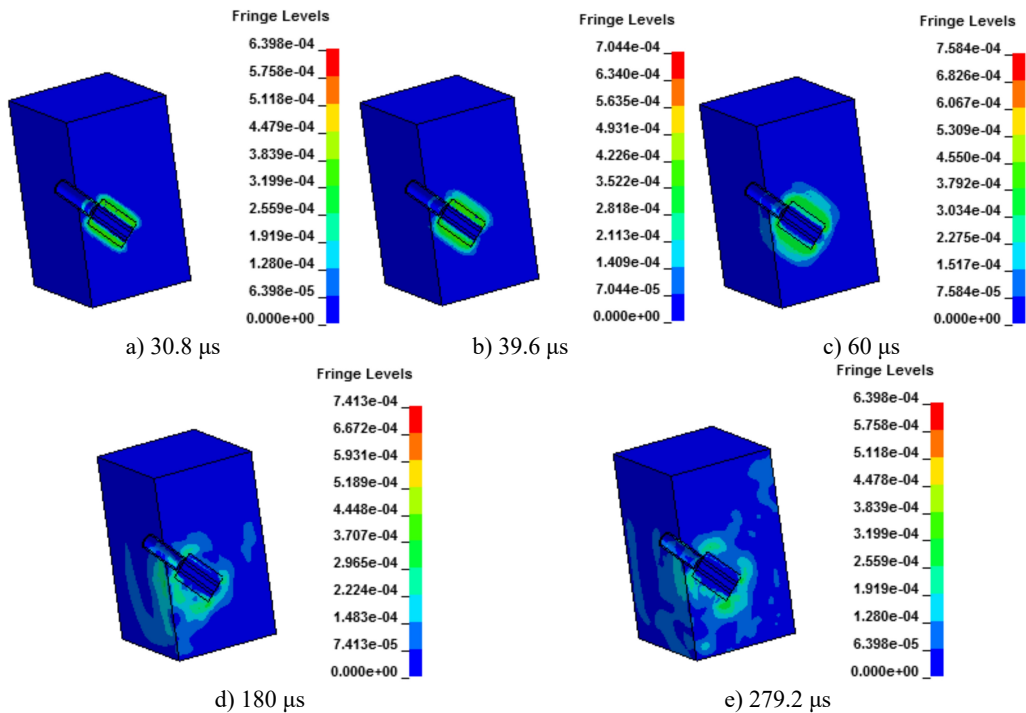 Fringe Levels
6.398e-04
5.758e-04
5.118e-04
4.479e-04
3.839e-04
3.199e-04
2.559e-04
1.919e-04
1.280e-04
6.398e-05
0.000e+00
a) 30.8 μs
Fringe Levels
7.044e-04
6.340e-04
5.635e-04
4.931e-04
4.226e-04
3.522e-04
2.818e-04
2.113e-04
1.409e-04
7.044e-05
0.000e+00
b) 39.6 μs
Fringe Levels
7.584e-04
6.826e-04
6.067e-04
5.309e-04
4.550e-04
3.792e-04
3.034e-04
2.275e-04
1.517e-04
7.584e-05
0.000e+00
c) 60 μs
Fringe Levels
7.413e-04
6.672e-04
5.931e-04
5.189e-04
4.448e-04
3.707e-04
2.965e-04
2.224e-04
1.483e-04
7.413e-05
0.000e+00
d) 180 μs
Fringe Levels
6.398e-04
5.758e-04
5.118e-04
4.478e-04
3.839e-04
3.199e-04
2.559e-04
1.919e-04
1.280e-04
6.398e-05
0.000e+00
e) 279.2 μs